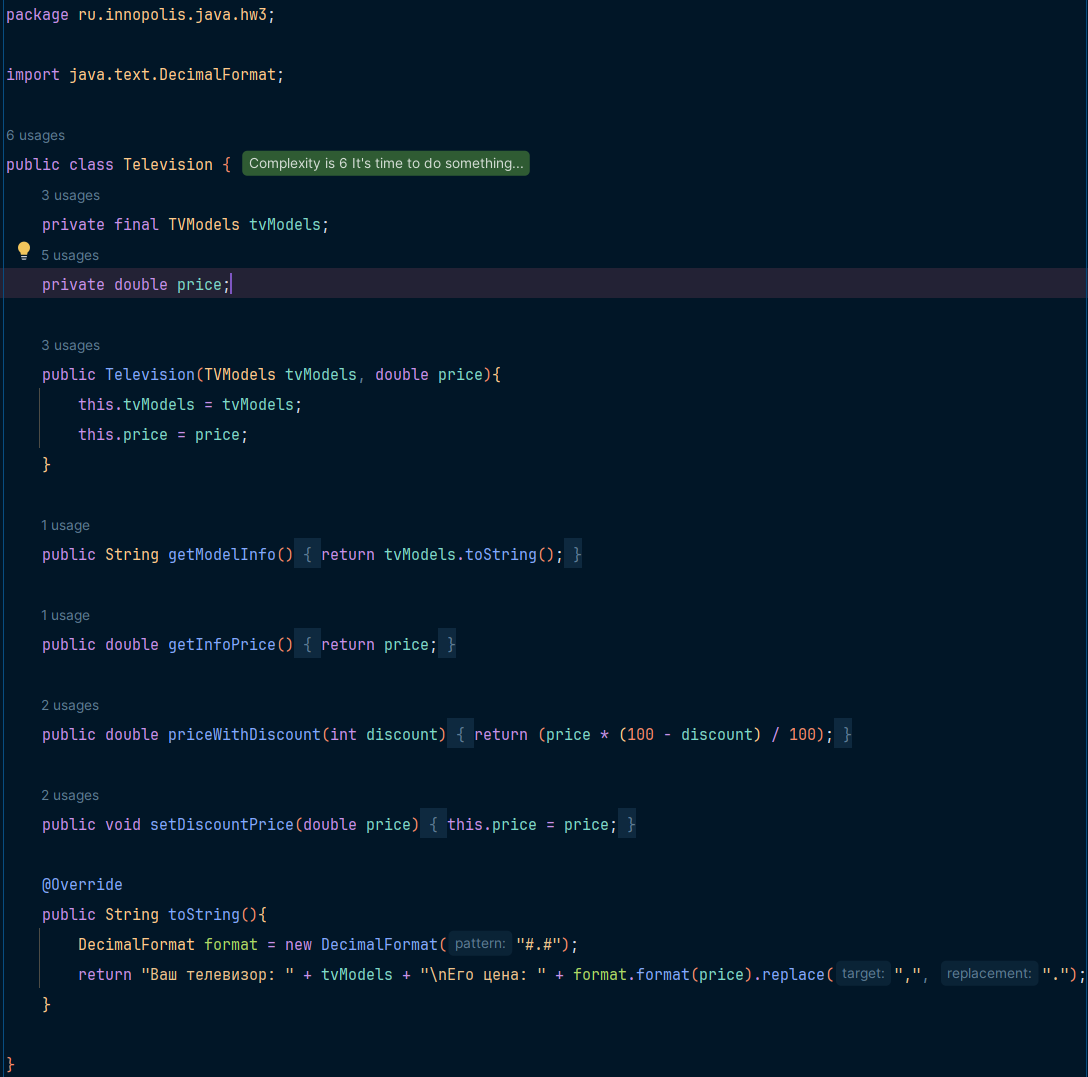 package ru.innopolis.java.hw3;
import java.text.DecimalFormat;
6 usages
public class Television { Complexity is 6 It's time to do something...
3 usages
private final TVModels tvModels;
5 usages
private double price;
3 usages
public Television(TVModels tvModels, double price){
this.tvModels = tvModels;
this.price = price;
}
1 usage
public String getModelInfo() { return tvModels.toString(); }
1 usage
public double getInfoPrice() { return price; }
2 usages
public double priceWithDiscount(int discount) { return (price * (100 - discount) / 100); }
2 usages
public void setDiscountPrice(double price) { this.price = price; }
@Override
public String toString(){
DecimalFormat format = new DecimalFormat( pattern: "#.#");
return "Ваш телевизор: " + tvModels + "\nЕго цена: " + format.format(price).replace( target: ",", replacement: ".");
}
}